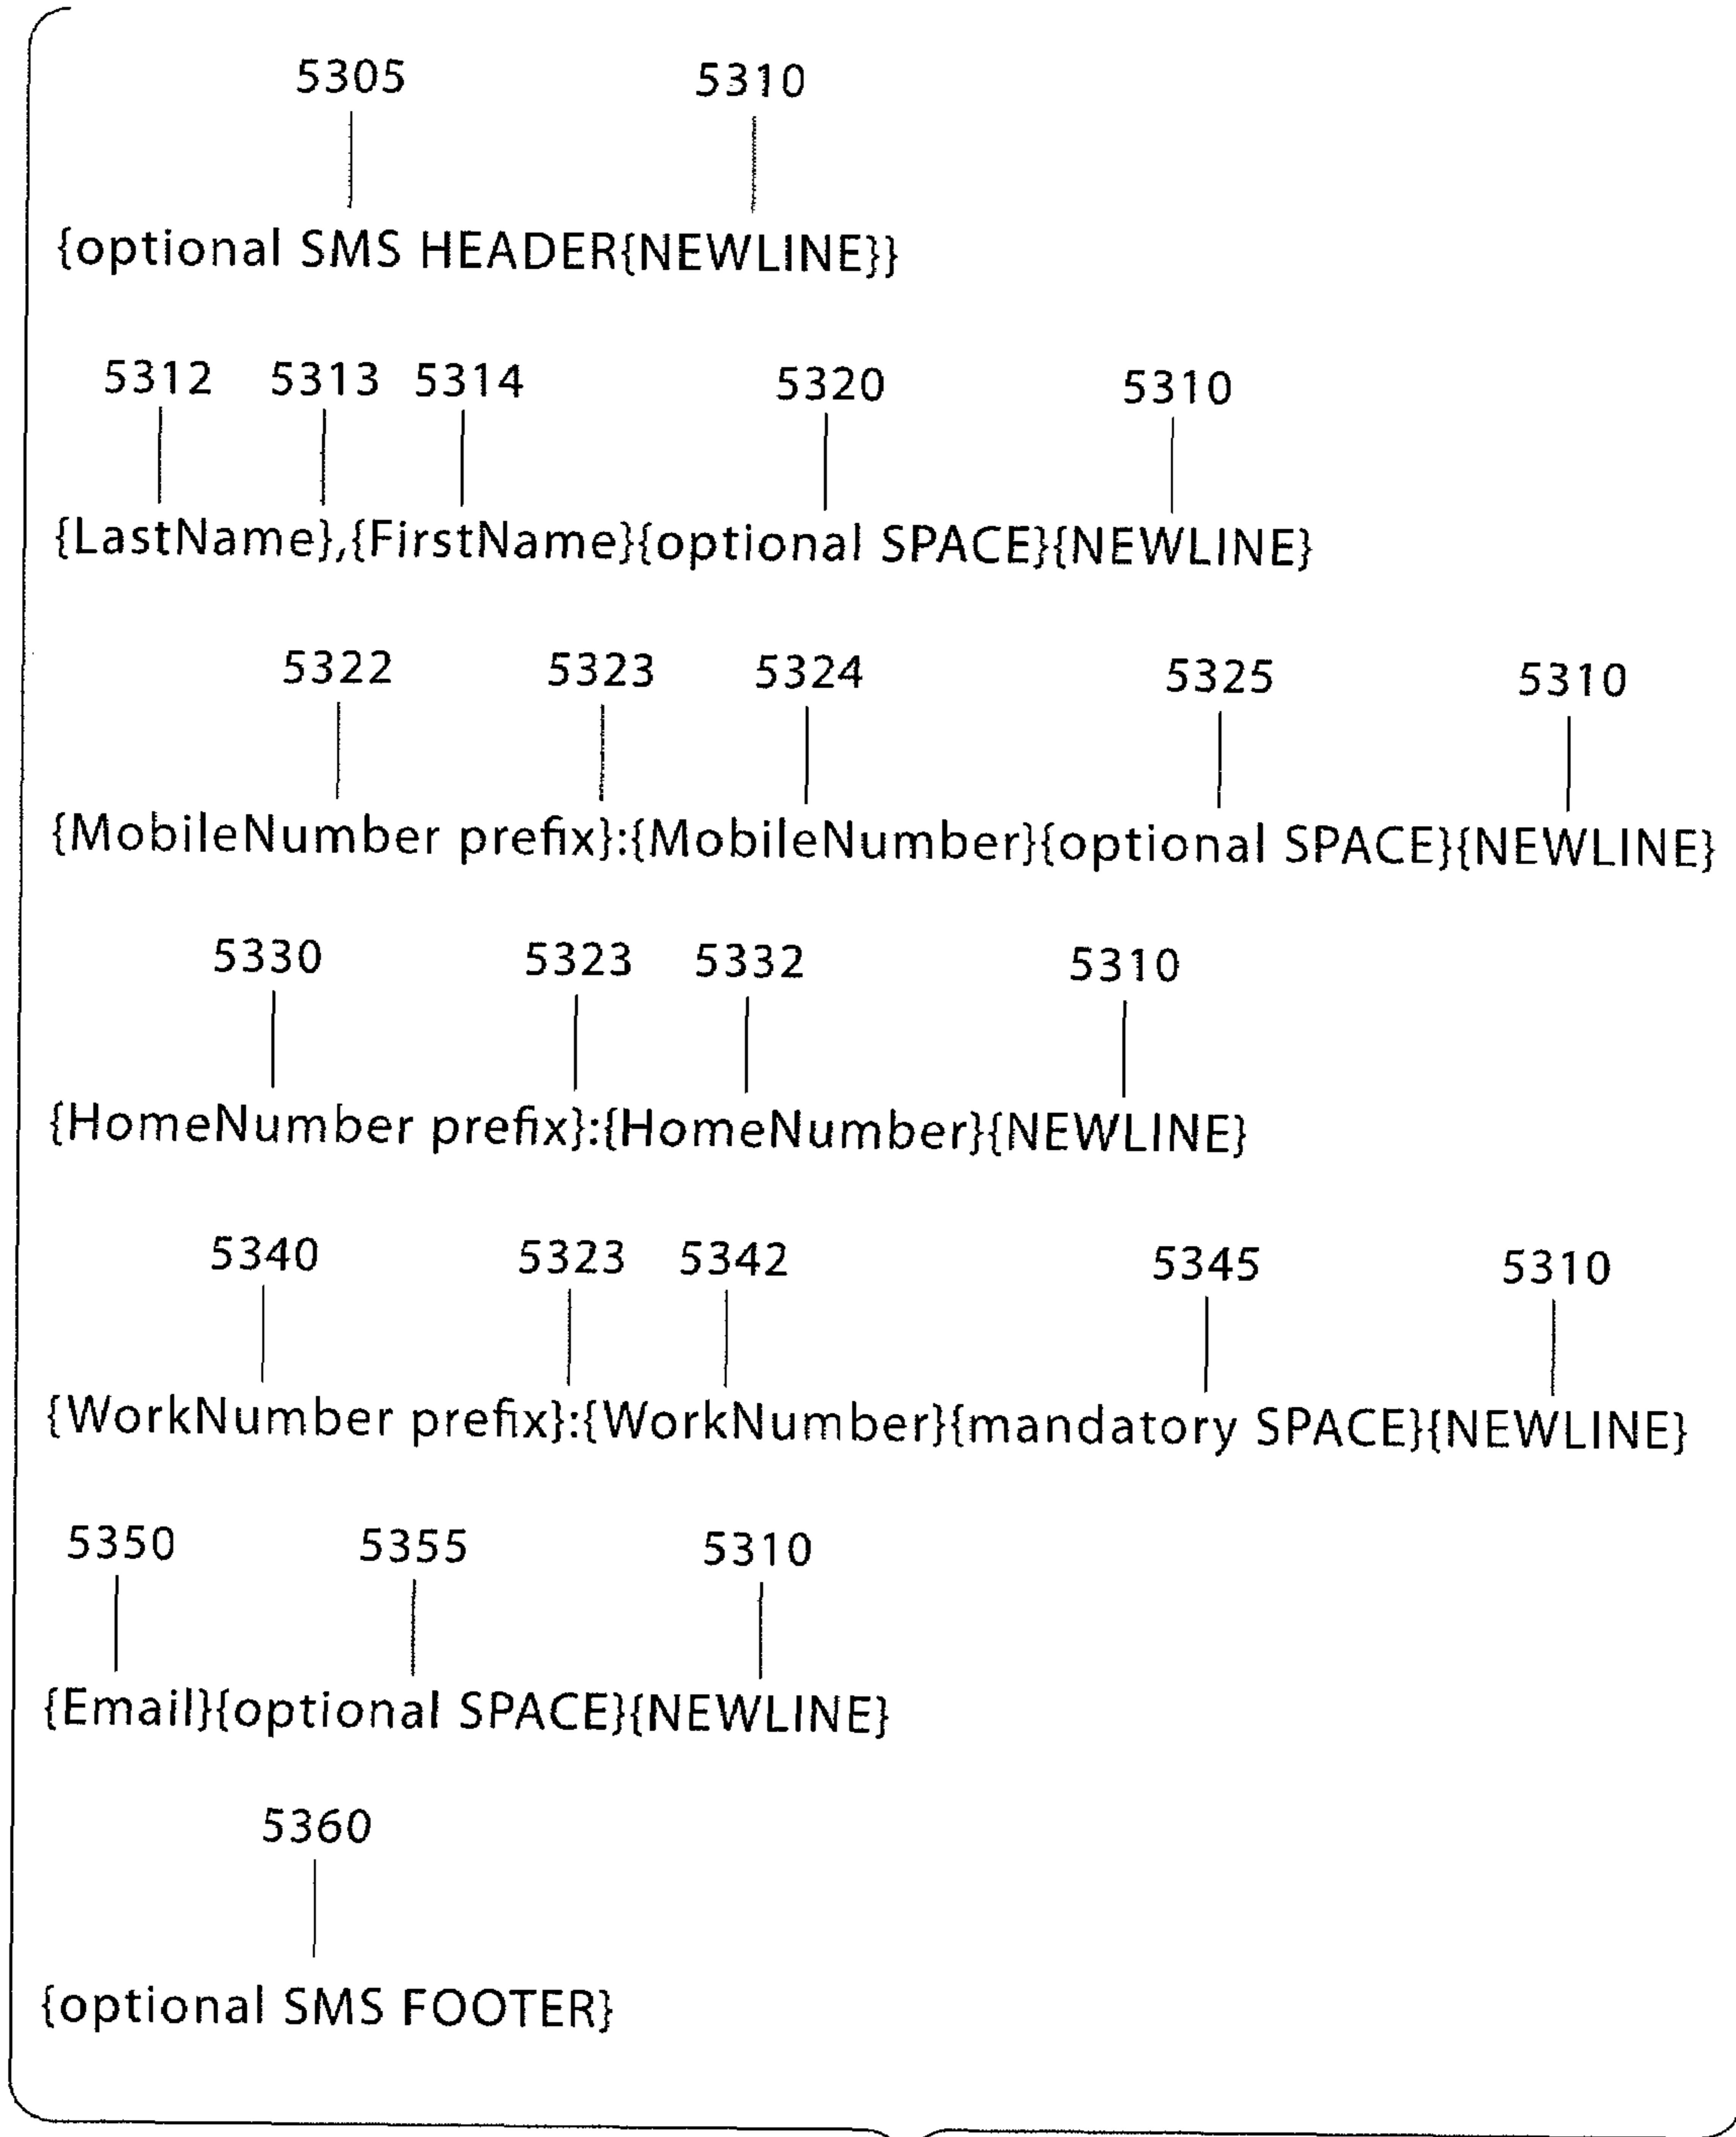 5305 5310
{optional SMS HEADER{NEWLINE}}
5312 5313 5314 5320 5310
{LastName},{FirstName}{optional SPACE}{NEWLINE}
5322 5323 5324 5325 5310
{MobileNumber prefix}:{MobileNumber}{optional SPACE}{NEWLINE}
5330 5323 5332 5310
{HomeNumber prefix}:{HomeNumber}{NEWLINE}
5340 5323 5342 5345 5310
{WorkNumber prefix}:{WorkNumber}{mandatory SPACE}{NEWLINE}
5350 5355 5310
{Email}{optional SPACE}{NEWLINE}
5360
{optional SMS FOOTER}